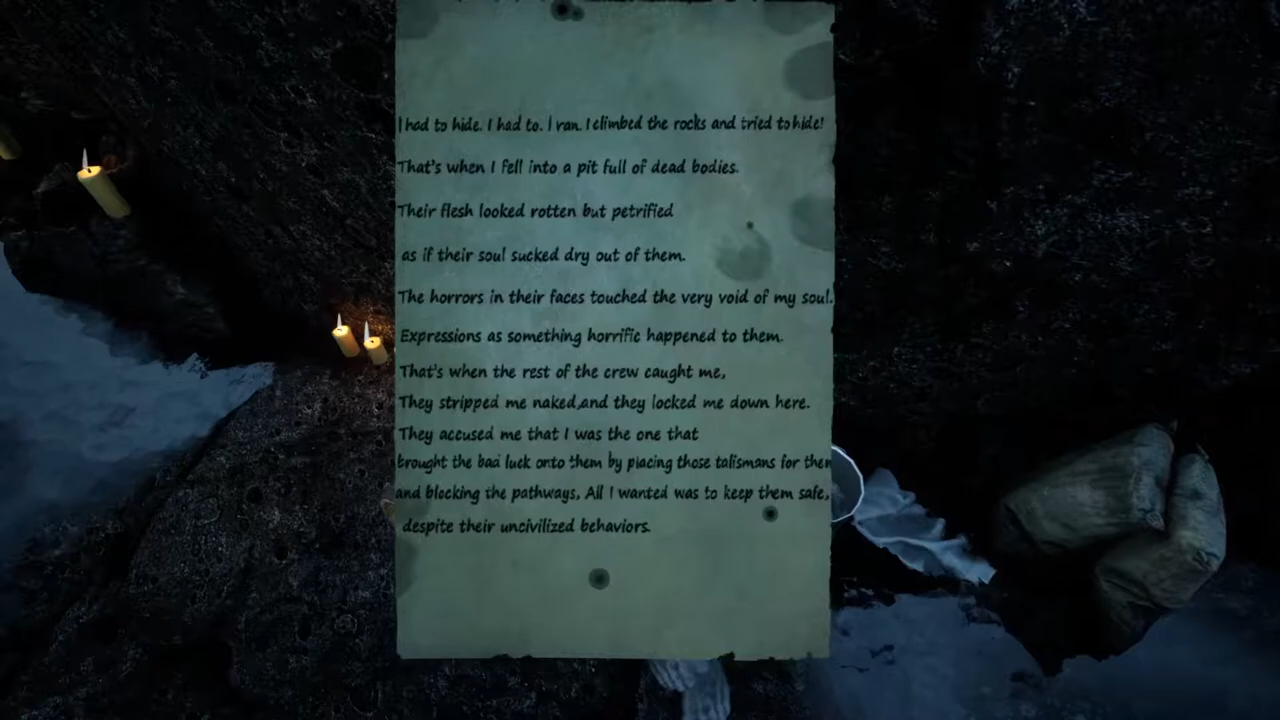 I had to hide. I had to. I ran. I climbed the rocks and tried to hide!
That's when I fell into a pit full of dead bodies.
Their flesh looked rotten but petrified
as if their soul sucked dry out of them.
The horrors in their faces touched the very void of my soul.
Expressions as something horrific happened to them.
That's when the rest of the crew caught me,
They stripped me naked,and they locked me down here.
They accused me that I was the one that
brought the bad luck onto them by placing those talismans for them
and blocking the pathways, All I wanted was to keep them safe,
despite their uncivilized behaviors.